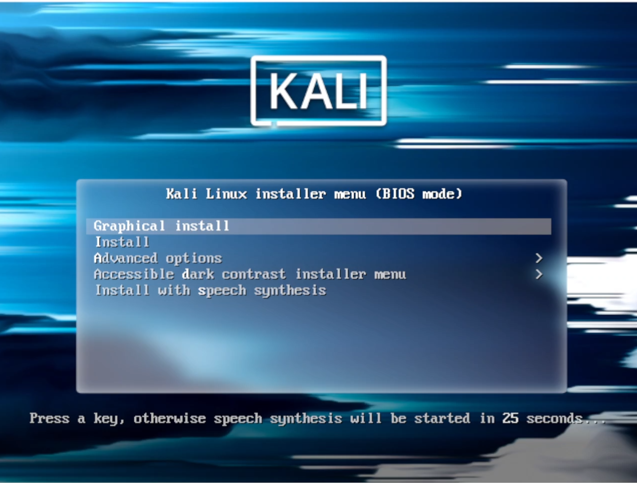 KALI
Kali Linux installer menu (BIOS mode)
Graphical install
Install
Advanced options >
Accessible dark contrast installer menu >
Install with speech synthesis
Press a key, otherwise speech synthesis will be started in 25 seconds...